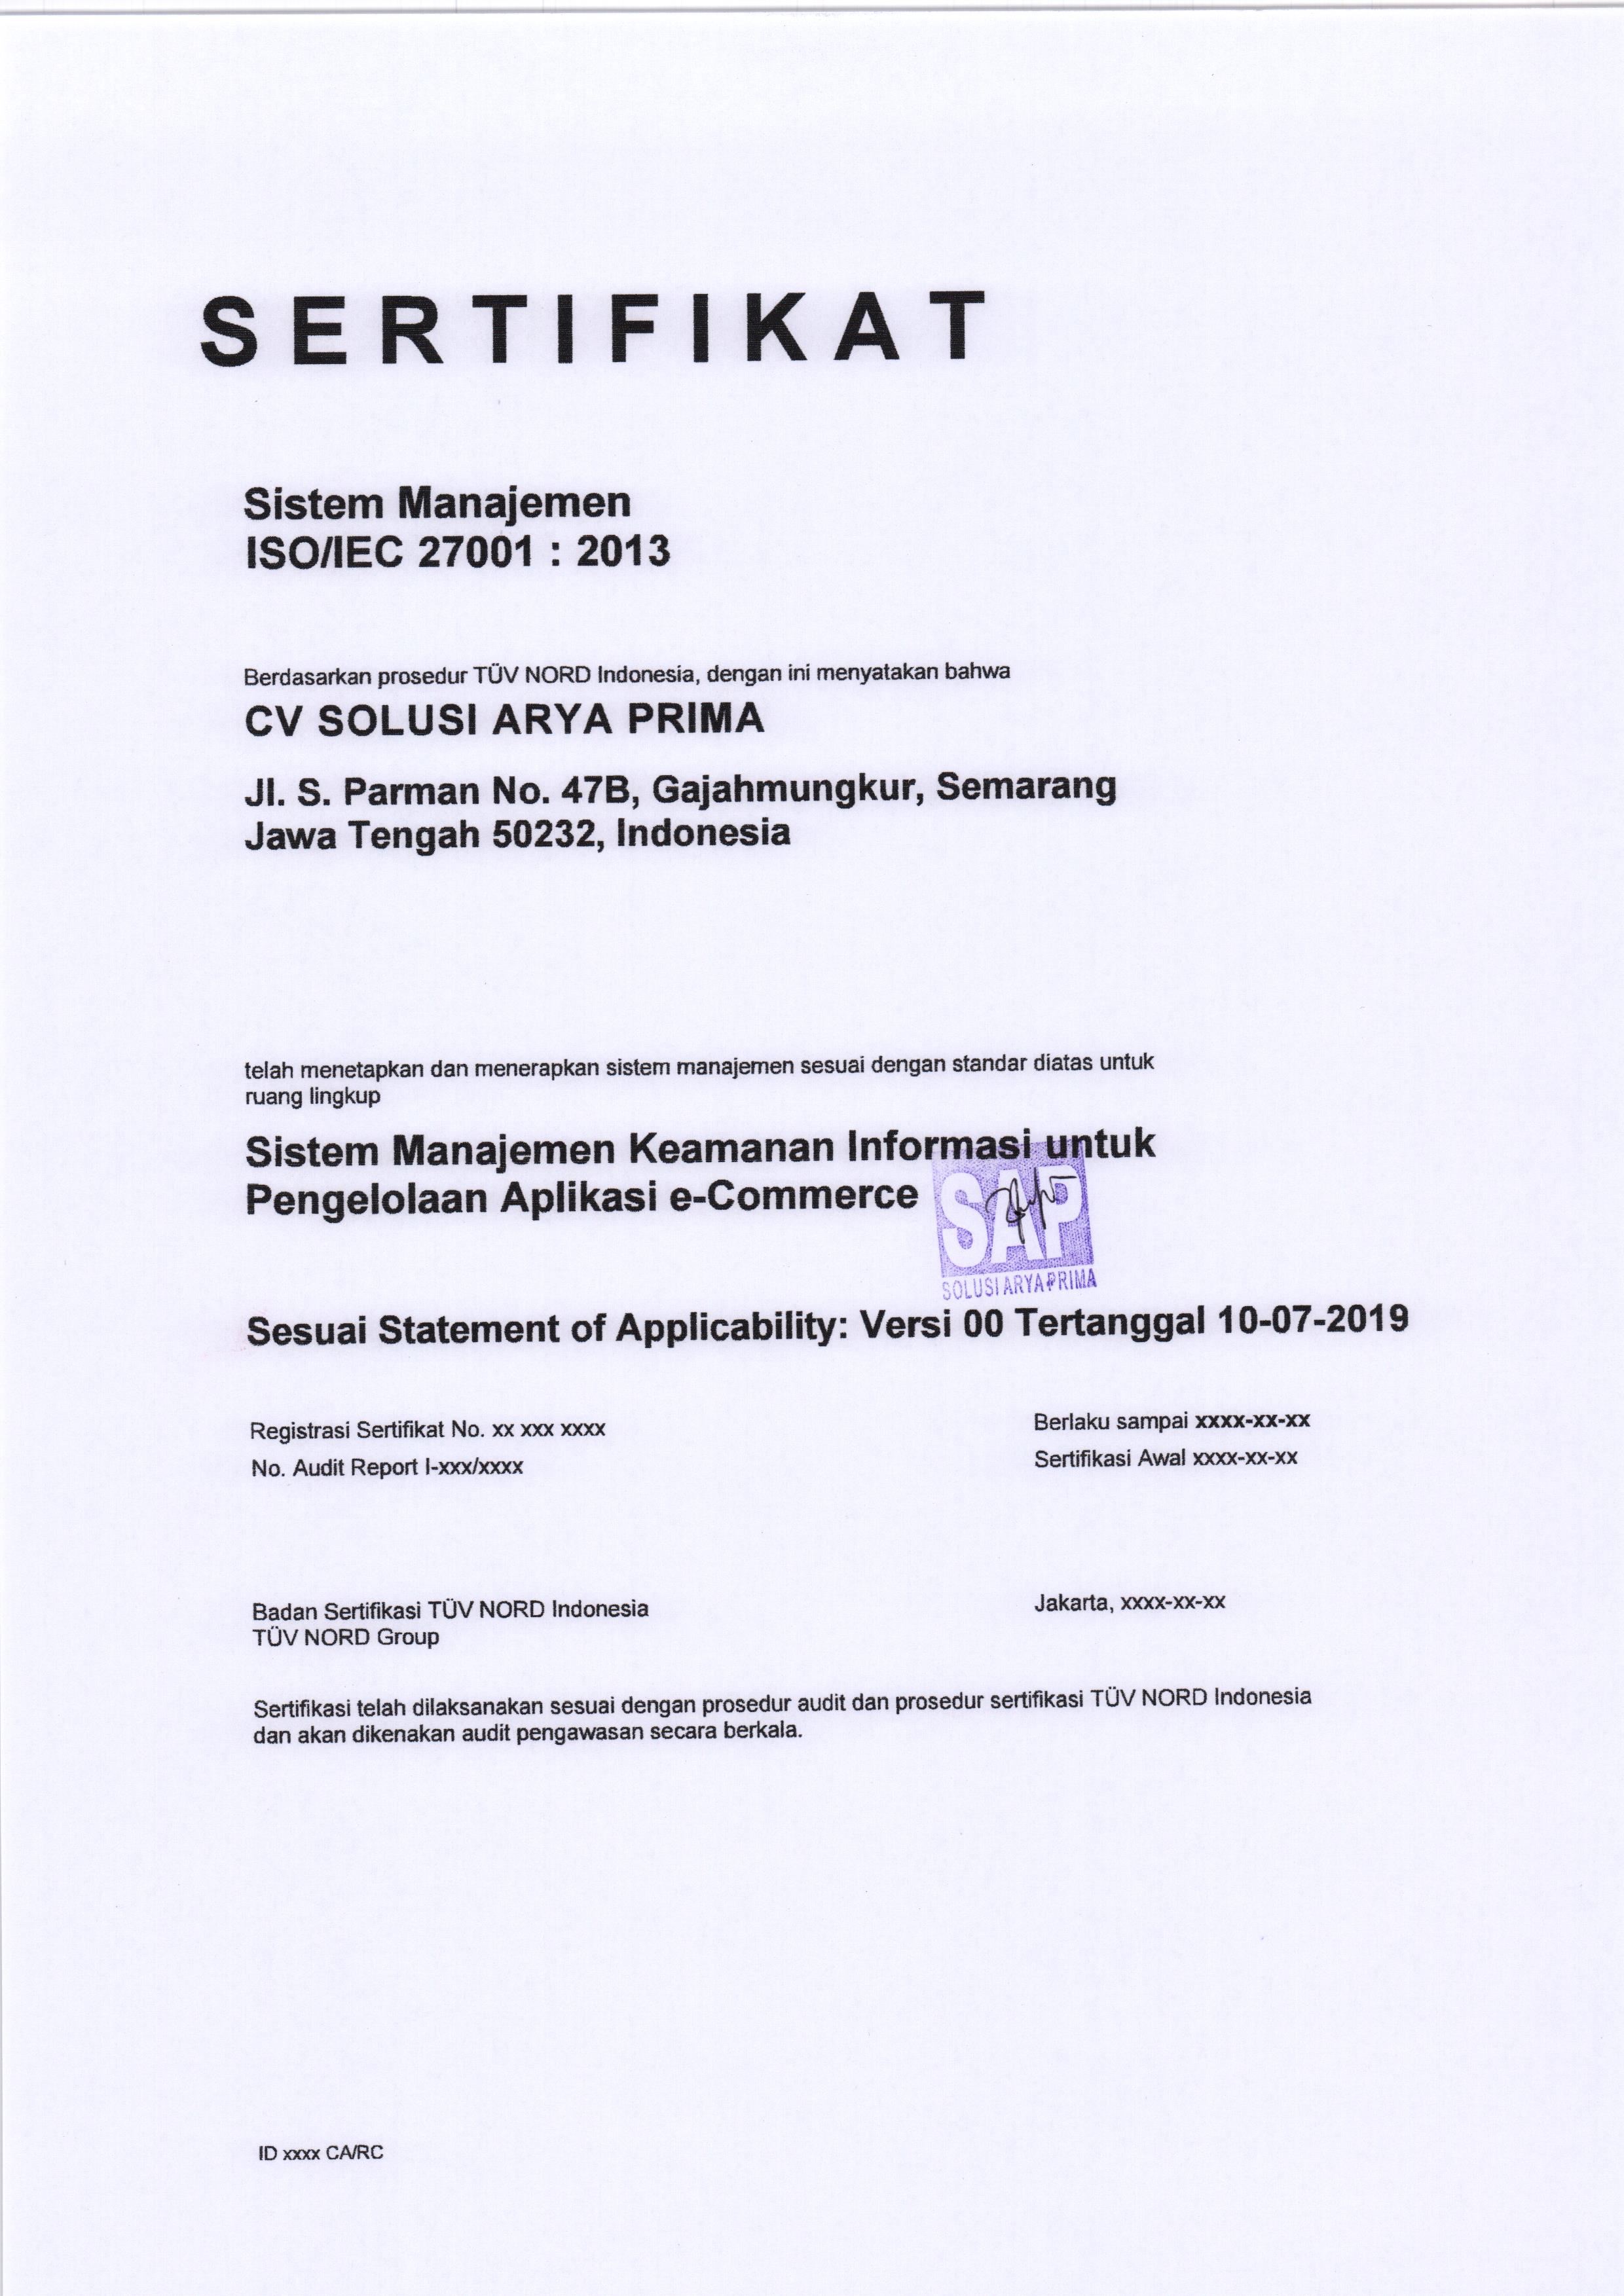 SERTIFIKAT
Sistem Manajemen
ISO/IEC 27001 : 2013
Berdasarkan prosedur TÜV NORD Indonesia, dengan ini menyatakan bahwa
CV SOLUSI ARYA PRIMA
Jl. S. Parman No. 47B, Gajahmungkur, Semarang
Jawa Tengah 50232, Indonesia
telah menetapkan dan menerapkan sistem manajemen sesuai dengan standar diatas untuk
ruang lingkup
Sistem Manajemen Keamanan Informasi untuk
Pengelolaan Aplikasi e-Commerce
SAP
SOLUSI ARYA PRIMA
Sesuai Statement of Applicability: Versi 00 Tertanggal 10-07-2019
Registrasi Sertifikat No. xx xxx xxxx
Berlaku sampai xxxx-xx-xx
No. Audit Report I-xxx/xxxx
Sertifikasi Awal xxxx-xx-xx
Badan Sertifikasi TÜV NORD Indonesia
Jakarta, xxxx-xx-xx
TÜV NORD Group
Sertifikasi telah dilaksanakan sesuai dengan prosedur audit dan prosedur sertifikasi TÜV NORD Indonesia
dan akan dikenakan audit pengawasan secara berkala.
ID xxxx CA/RC